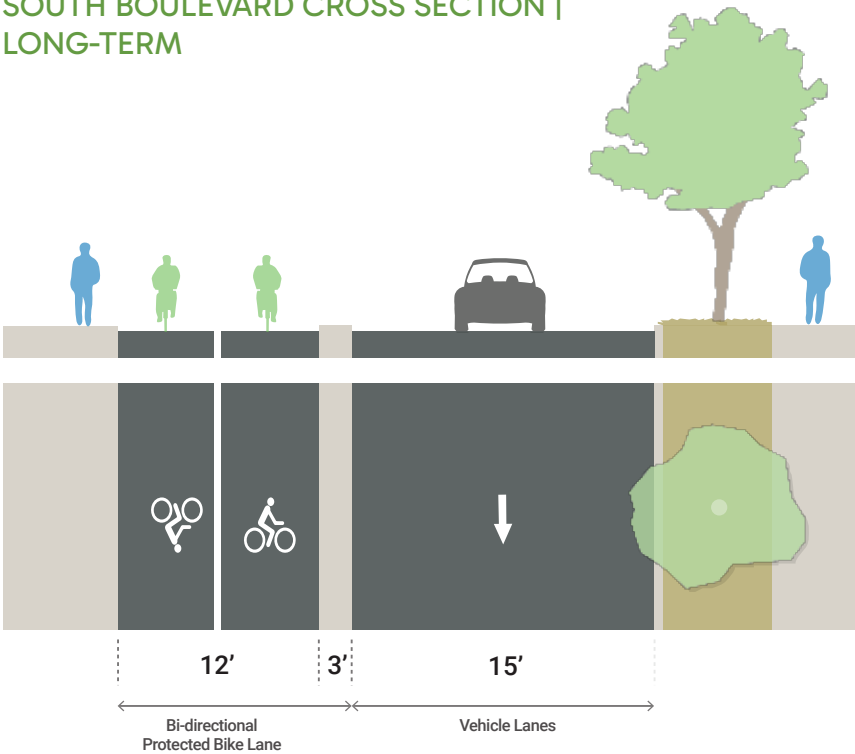 SOUTH BOULEVARD CROSS SECTION |
LONG-TERM
12’
3’
15’
Bi-directional
Protected Bike Lane
Vehicle Lanes